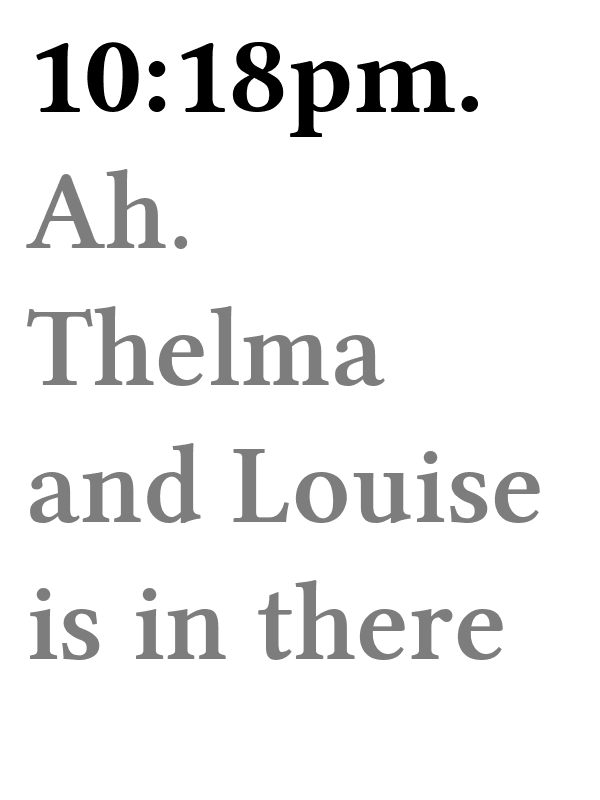 10:18pm.
Ah.
Thelma
and Louise
is in there